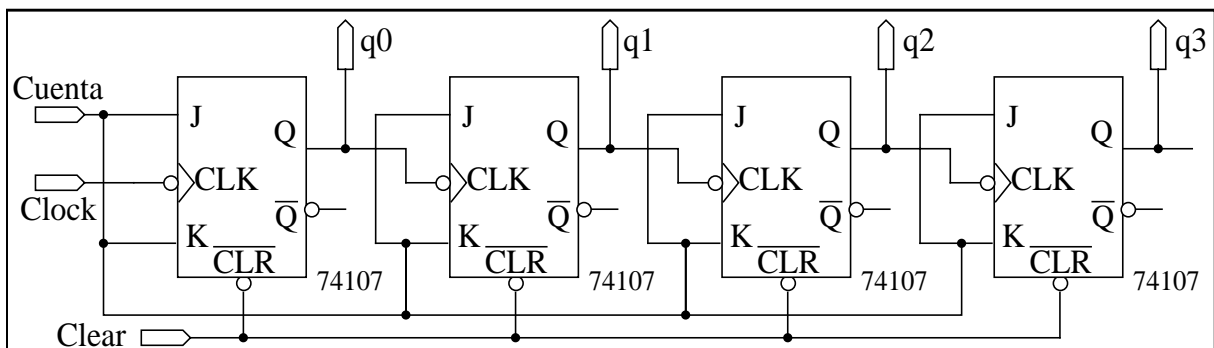 q0 q1 q2 q3
Cuenta
J Q J Q J Q J Q
CLK CLK CLK CLK
Clock
Q Q Q Q
K K K K
CLR CLR CLR CLR
74107 74107 74107 74107
Clear